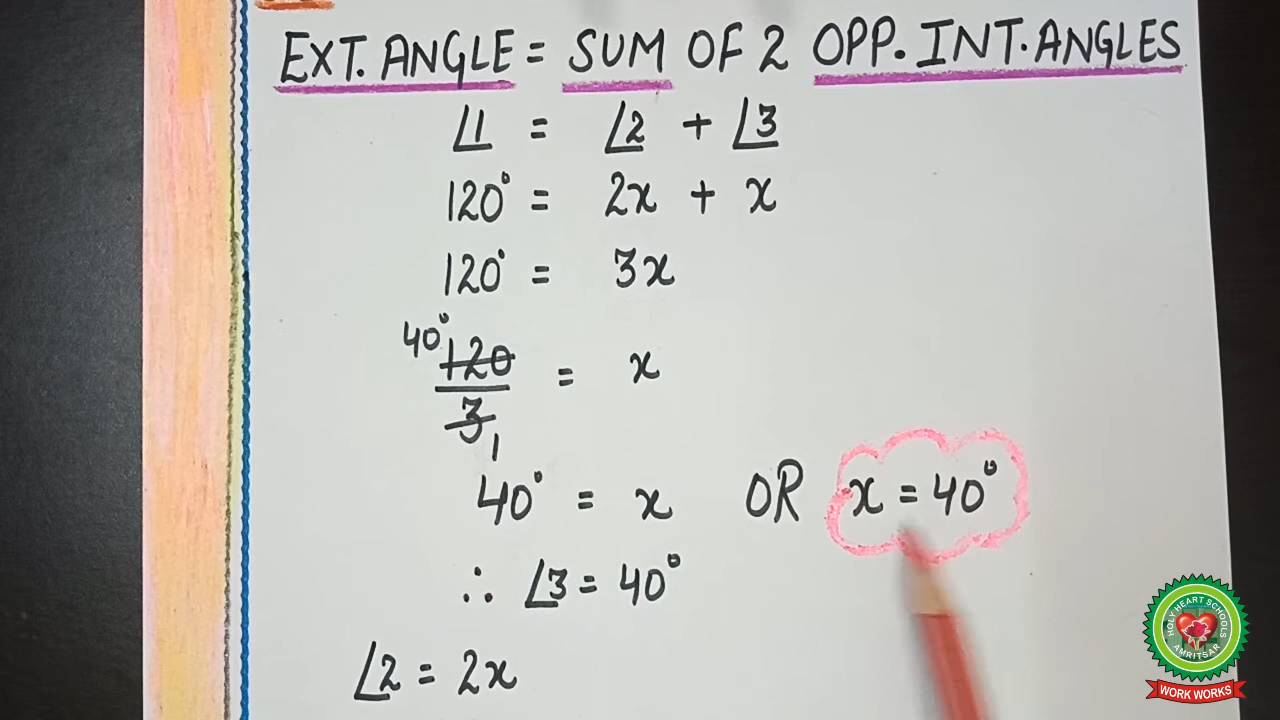 EXT. ANGLE = SUM OF 2 OPP. INT. ANGLES
∠1 = ∠2 + ∠3
120° = 2x + x
120° = 3x
40°
120
3 1
= x
40° = x OR x = 40°
∴ ∠3 = 40°
∠2 = 2x
HOLY HEART SCHOOLS
AMRITSAR
WORK WORKS